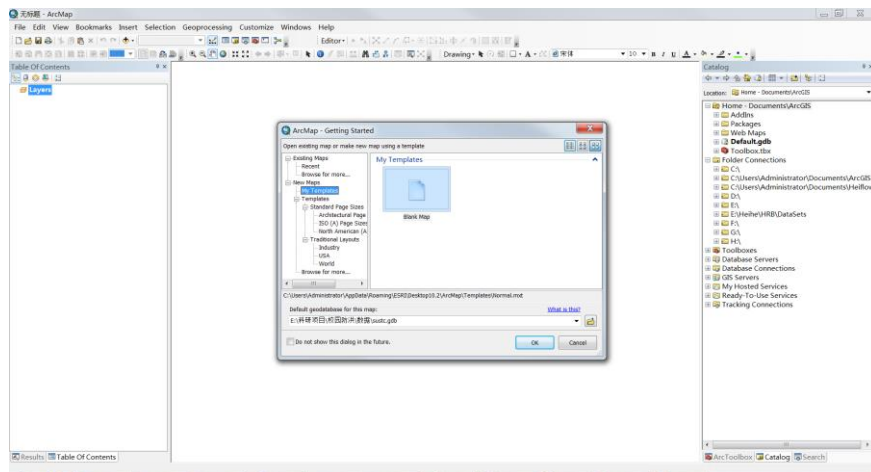 无标题 - ArcMap
File Edit View Bookmarks Insert Selection Geoprocessing Customize Windows Help
Editor
Drawing
宋体
10
B I U A
Table Of Contents
Layers
ArcMap - Getting Started
Open existing map or make new map using a template
Existing Maps
Recent
Browse for more...
New Maps
My Templates
Templates
Standard Page Sizes
Architectural Page
ISO (A) Page Sizes
North American (A
Traditional Layouts
Industry
USA
World
Browse for more...
My Templates
Blank Map
C:\Users\Administrator\AppData\Roaming\ESRI\Desktop10.2\ArcMap\Templates\Normal.mxt
Default geodatabase for this map:
What is this?
sustc.gdb
Do not show this dialog in the future.
OK
Cancel
Catalog
Location: Home - Documents\ArcGIS
Home - Documents\ArcGIS
AddIns
Packages
Web Maps
Default.gdb
Toolbox.tbx
Folder Connections
C:\
C:\Users\Administrator\Documents\ArcGIS
C:\Users\Administrator\Documents\Heiflow
D:\
E:\
E:\Heihe\HRB\DataSets
F:\
G:\
H:\
Toolboxes
Database Servers
Database Connections
GIS Servers
My Hosted Services
Ready-To-Use Services
Tracking Connections
Results Table Of Contents
ArcToolbox Catalog Search